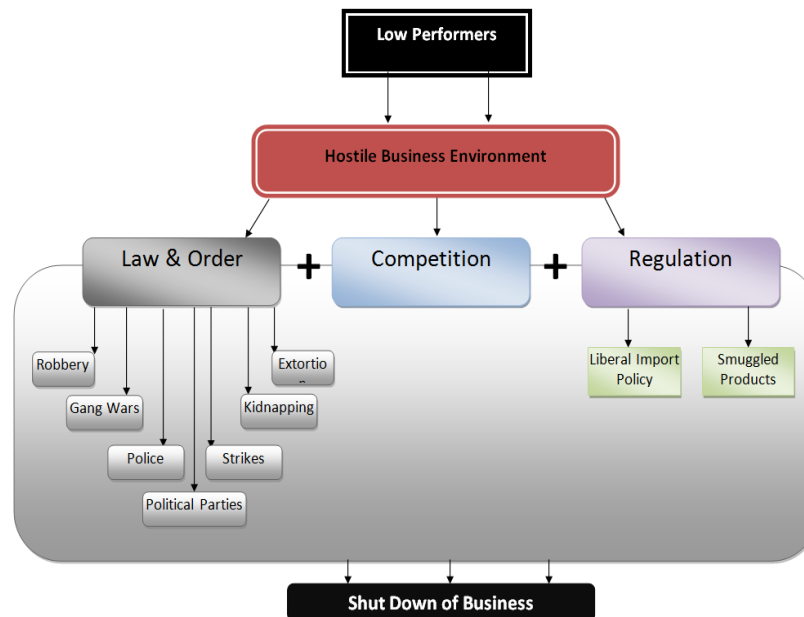 Low Performers
Hostile Business Environment
Law & Order
+
Competition
+
Regulation
Robbery
Extortio
n
Liberal Import
Policy
Smuggled
Products
Gang Wars
Kidnapping
Police
Strikes
Political Parties
Shut Down of Business